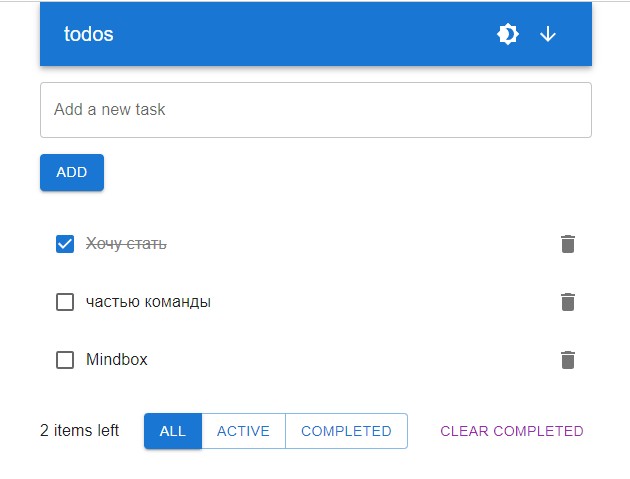 todos
Add a new task
ADD
Хочу стать
частью команды
Mindbox
2 items left ALL ACTIVE COMPLETED CLEAR COMPLETED